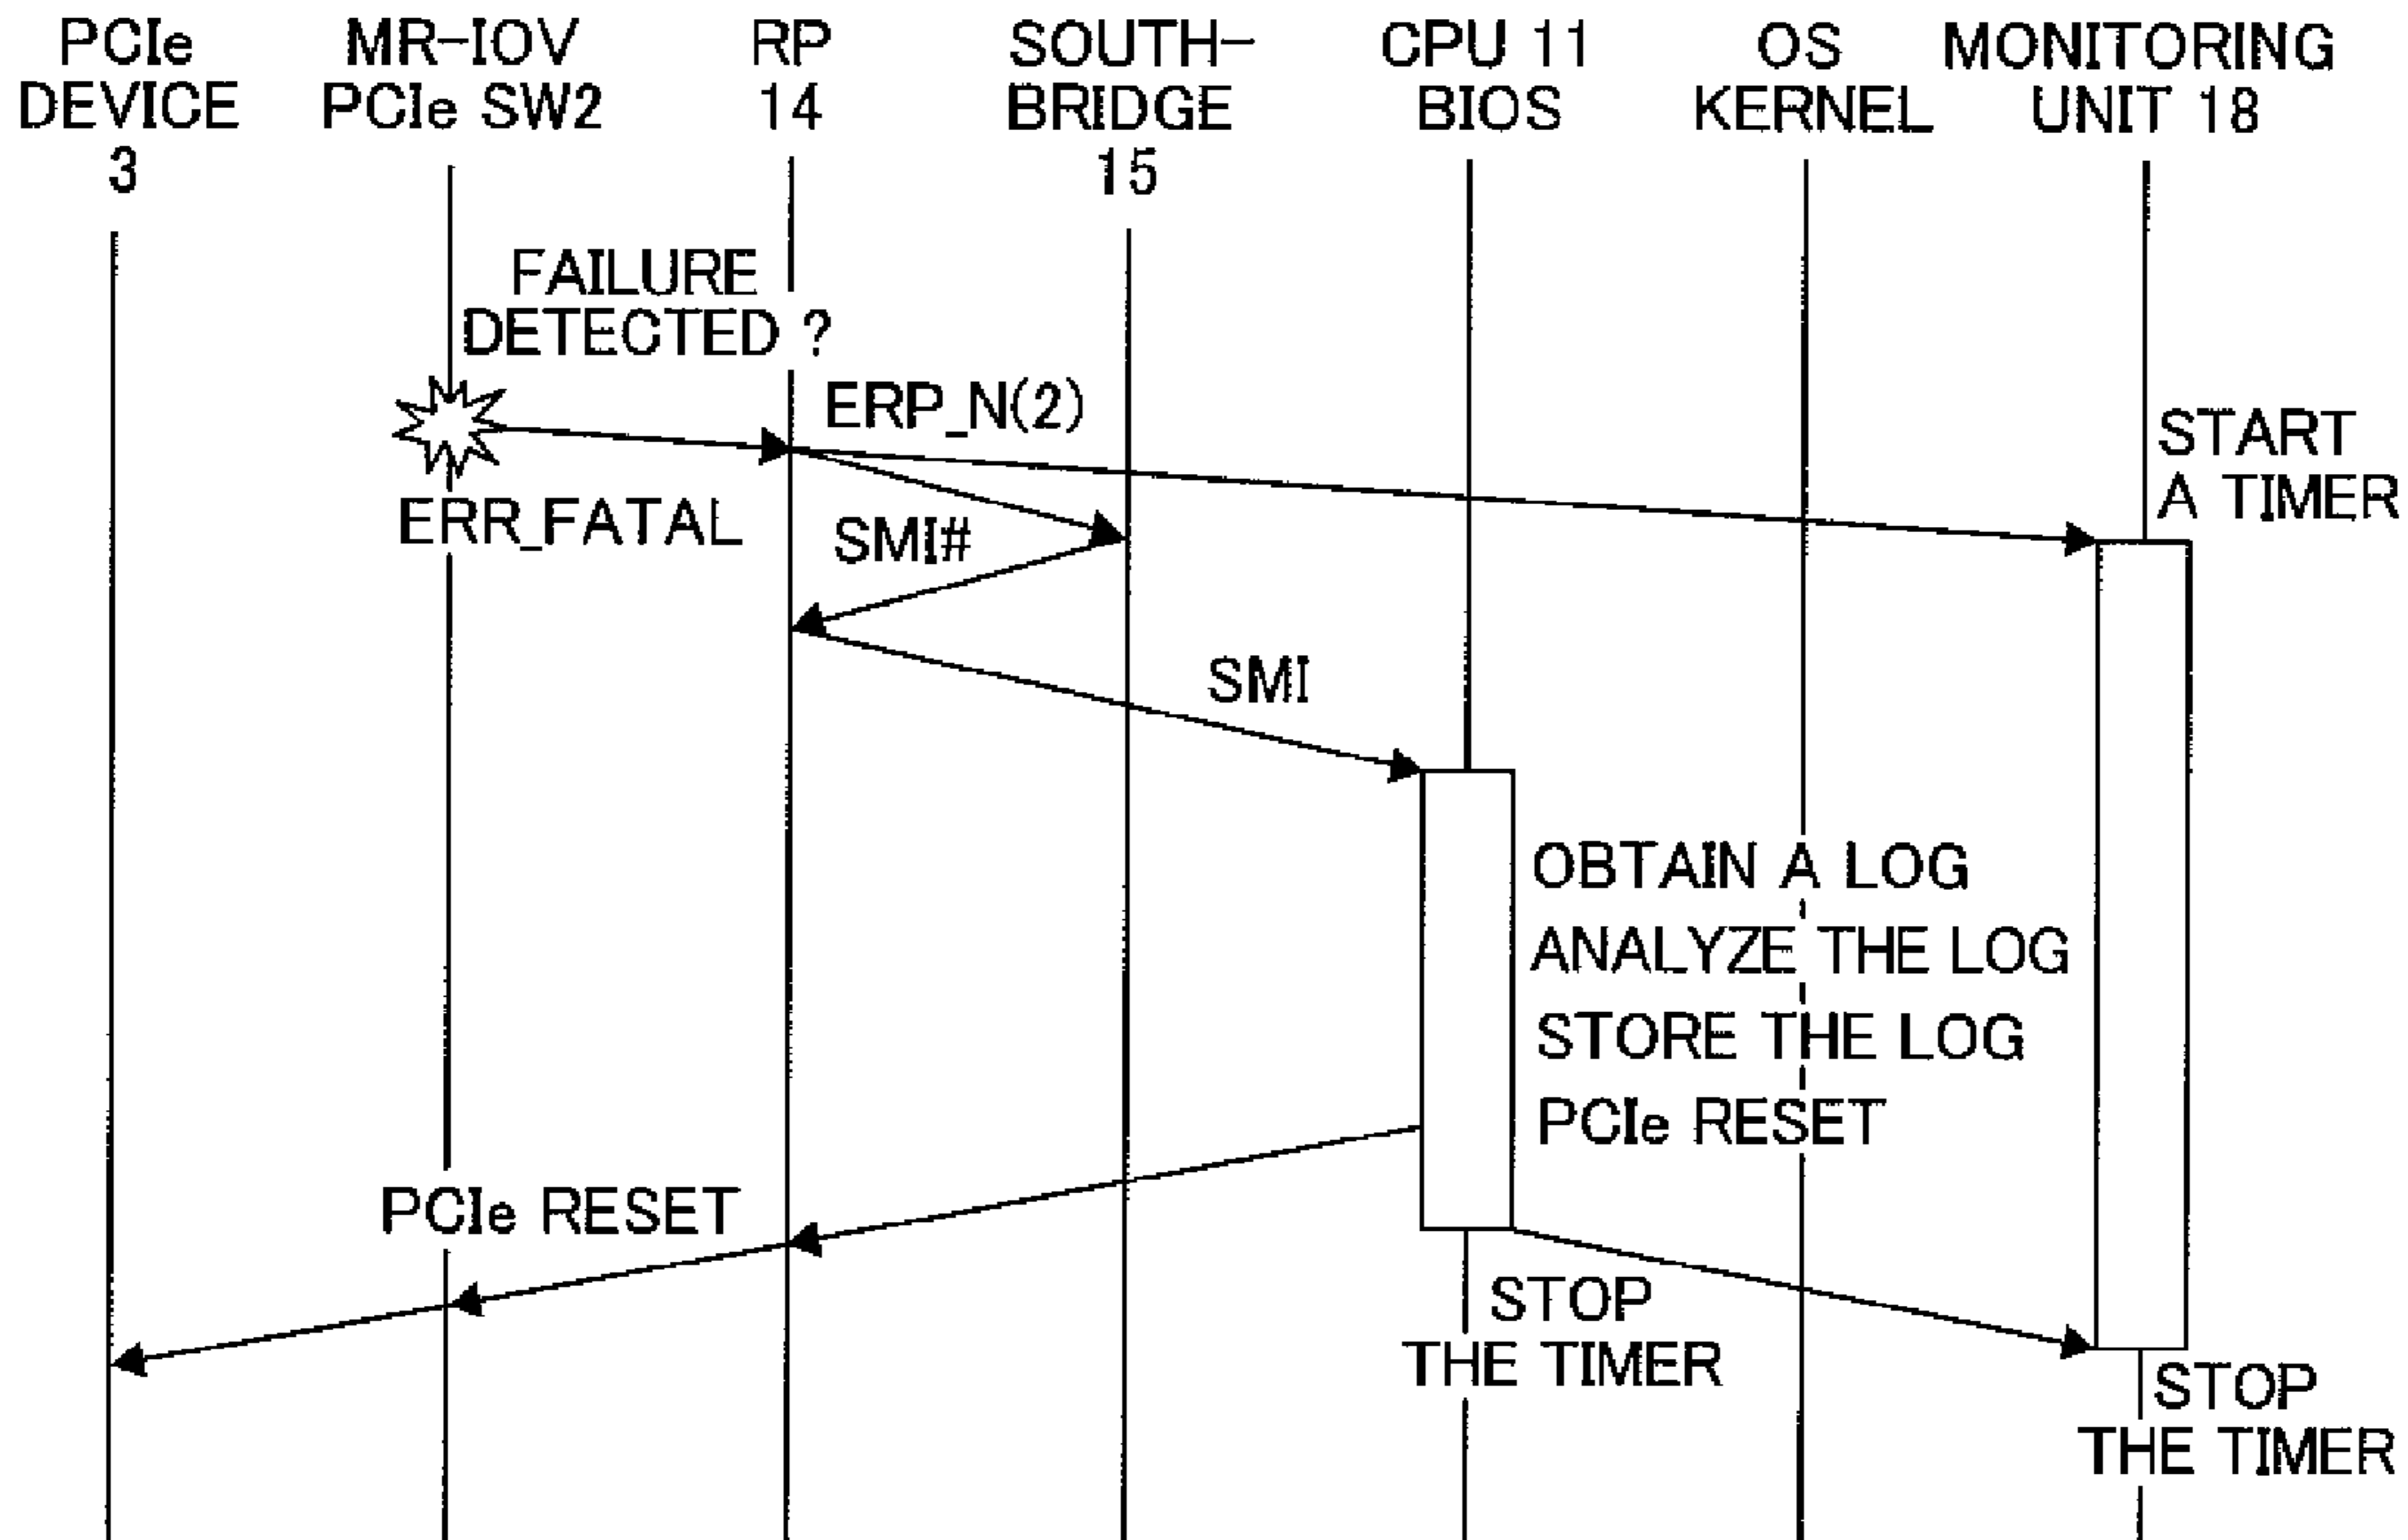 PCIe
DEVICE
3
MR-IOV
PCIe SW2
RP
14
SOUTH-
BRIDGE
15
CPU 11
BIOS
OS
KERNEL
MONITORING
UNIT 18
FAILURE
DETECTED ?
ERP_N(2)
START
A TIMER
ERR_FATAL
SMI#
SMI
OBTAIN A LOG
ANALYZE THE LOG
STORE THE LOG
PCIe RESET
PCIe RESET
STOP
THE TIMER
STOP
THE TIMER